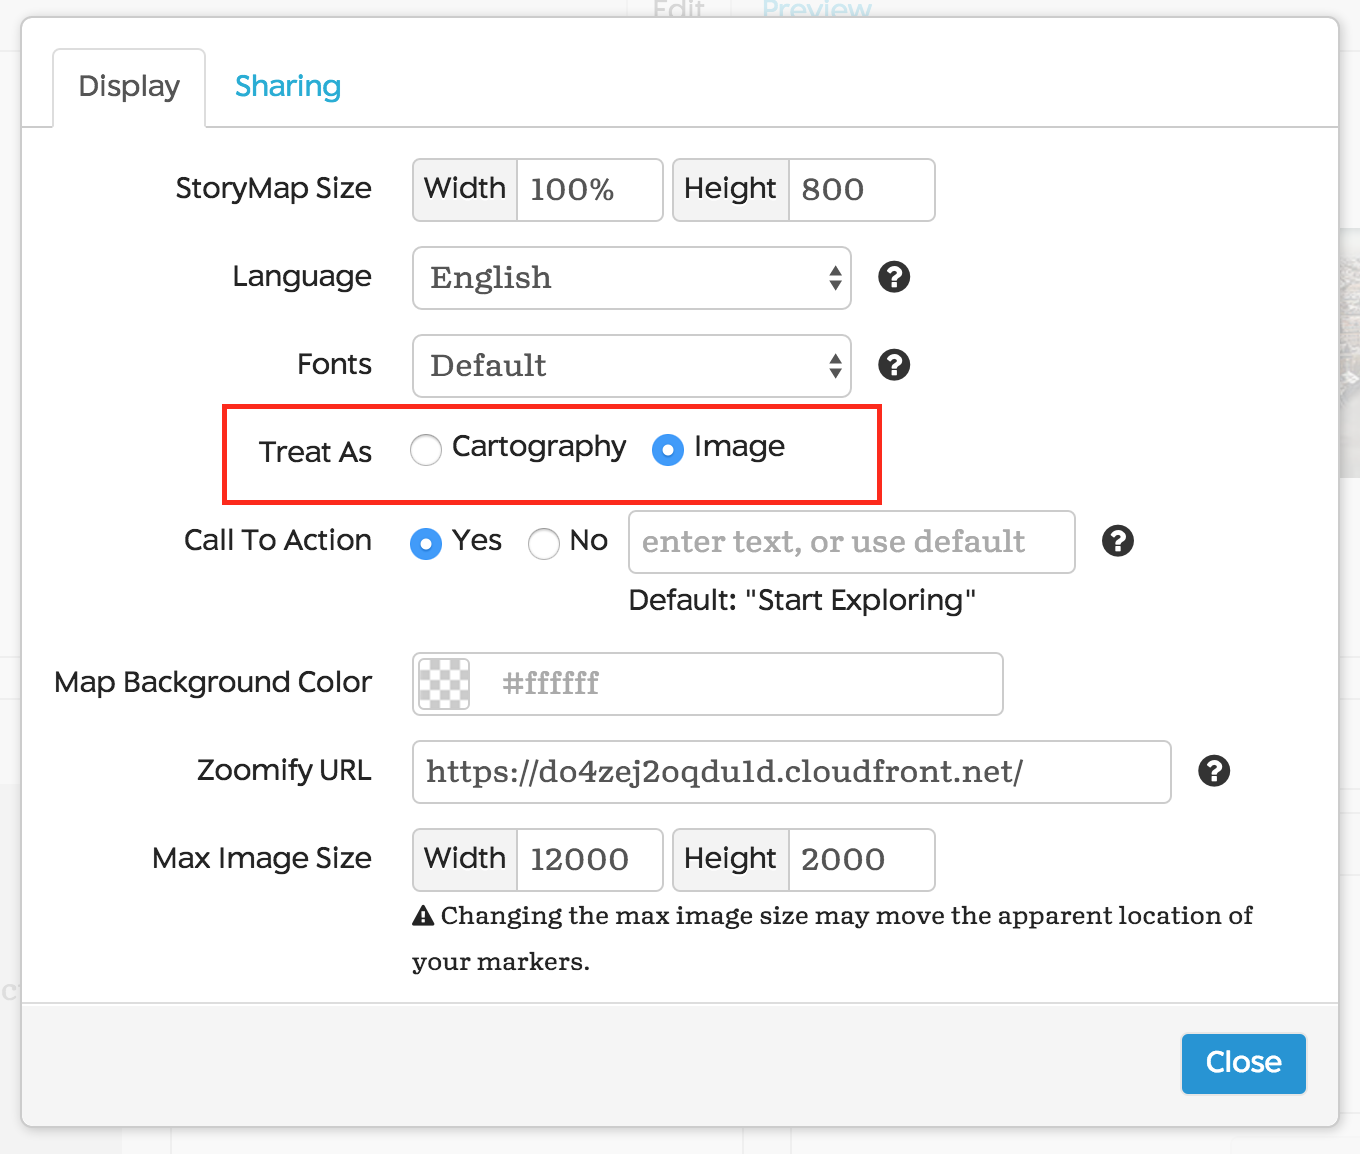 Edit Preview
Display Sharing
StoryMap Size Width 100% Height 800
Language English ?
Fonts Default ?
Treat As Cartography Image
Call To Action Yes No enter text, or use default ?
Default: "Start Exploring"
Map Background Color #ffffff
Zoomify URL https://do4zej2oqdu1d.cloudfront.net/ ?
Max Image Size Width 12000 Height 2000
Changing the max image size may move the apparent location of
your markers.
Close